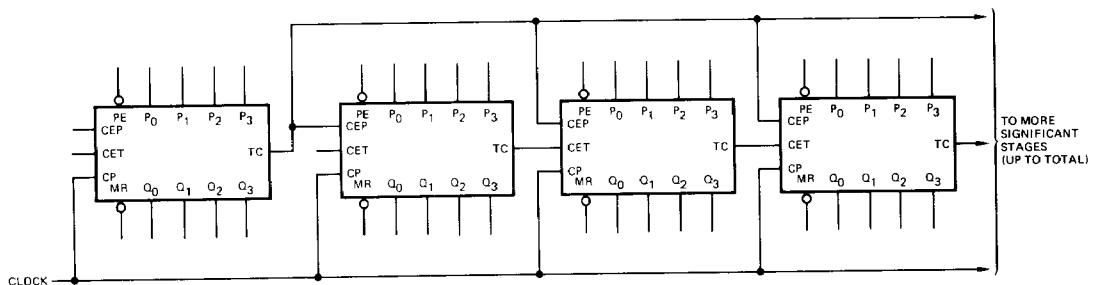 PE P0 P1 P2 P3
CEP
CET TC
CP
MR Q0 Q1 Q2 Q3
PE P0 P1 P2 P3
CEP
CET TC
CP
MR Q0 Q1 Q2 Q3
PE P0 P1 P2 P3
CEP
CET TC
CP
MR Q0 Q1 Q2 Q3
PE P0 P1 P2 P3
CEP
CET TC
CP
MR Q0 Q1 Q2 Q3
TO MORE
SIGNIFICANT
STAGES
(UP TO TOTAL)
CLOCK